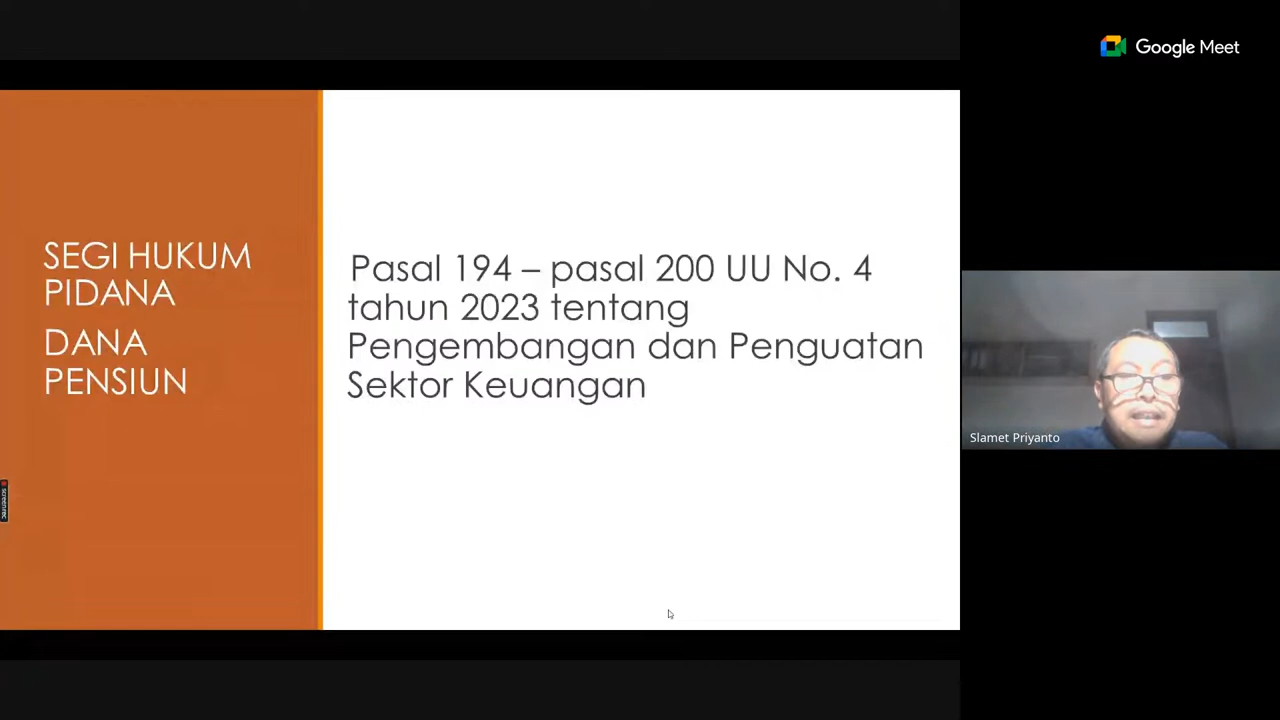 Google Meet
SEGI HUKUM
PIDANA
DANA
PENSIUN
Pasal 194 – pasal 200 UU No. 4
tahun 2023 tentang
Pengembangan dan Penguatan
Sektor Keuangan
Slamet Priyanto
screenrec